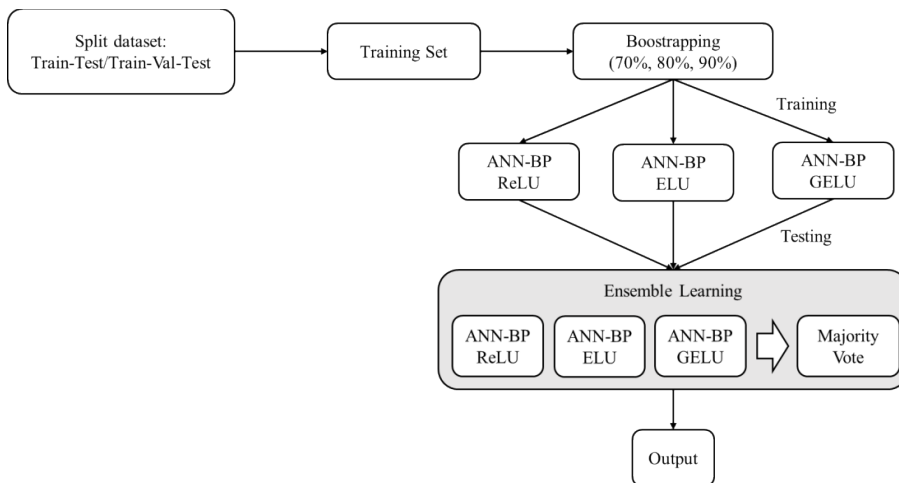 Split dataset:
Train-Test/Train-Val-Test
Training Set
Boostrapping
(70%, 80%, 90%)
Training
ANN-BP
ReLU
ANN-BP
ELU
ANN-BP
GELU
Testing
Ensemble Learning
ANN-BP
ReLU
ANN-BP
ELU
ANN-BP
GELU
Majority
Vote
Output